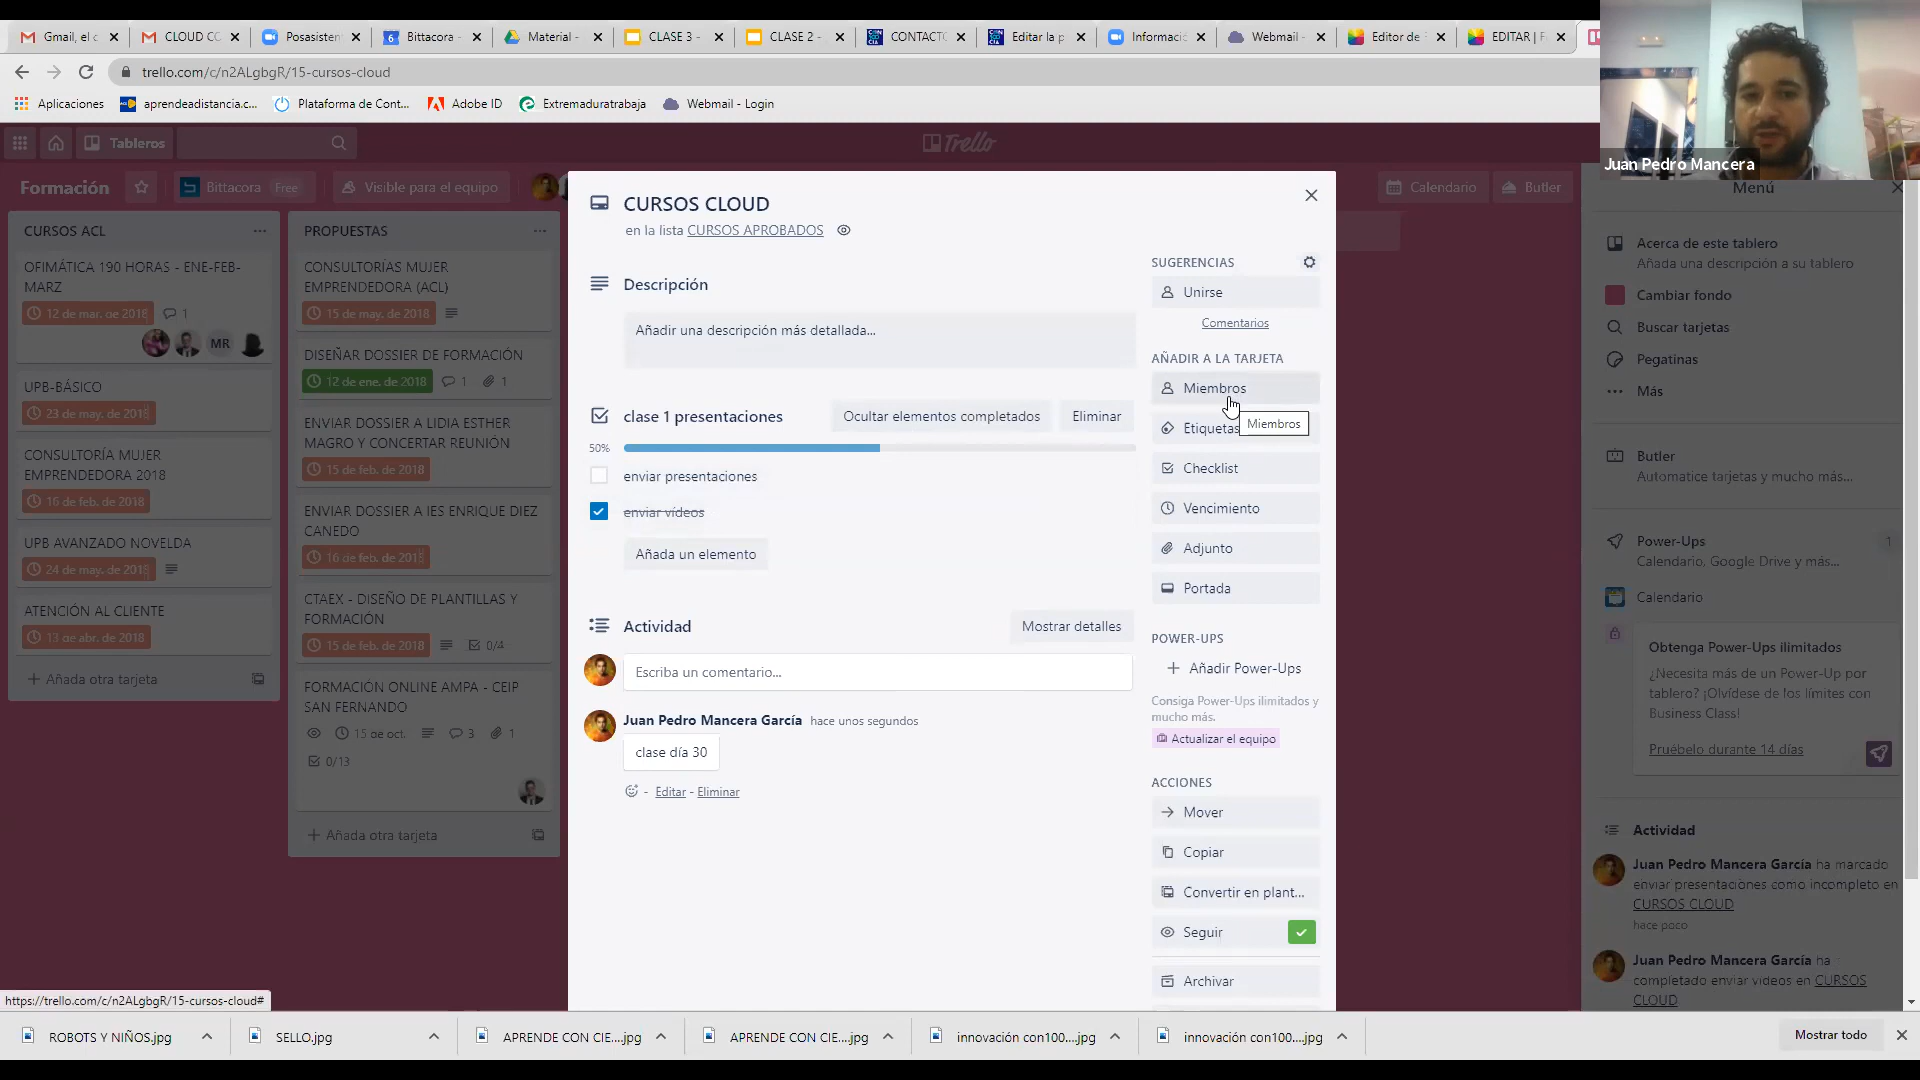 Gmail, el c
CLOUD CC
Posasisten
Bittacora -
Material -
CLASE 3 -
CLASE 2 -
CONTACTO
Editar la p
Informaci
Webmail -
Editor de
EDITAR | F
trello.com/c/n2ALgbgR/15-cursos-cloud
Aplicaciones
aprendeadistancia.c...
Plataforma de Cont...
Adobe ID
Extremaduratrabaja
Webmail - Login
Juan Pedro Mancera
Tableros
Trello
Formación
Bittacora Free
Visible para el equipo
Calendario
Butler
Menú
CURSOS ACL
OFIMÁTICA 190 HORAS - ENE-FEB-
MARZ
12 de mar. de 2018
1
MR
UPB-BÁSICO
23 de may. de 2018
CONSULTORÍA MUJER
EMPRENDEDORA 2018
16 de feb. de 2018
UPB AVANZADO NOVELDA
24 de may. de 2018
ATENCIÓN AL CLIENTE
13 de abr. de 2018
+ Añada otra tarjeta
PROPUESTAS
CONSULTORÍAS MUJER
EMPRENDEDORA (ACL)
15 de may. de 2018
DISEÑAR DOSSIER DE FORMACIÓN
12 de ene. de 2018
1
1
ENVIAR DOSSIER A LIDIA ESTHER
MAGRO Y CONCERTAR REUNIÓN
15 de feb. de 2018
ENVIAR DOSSIER A IES ENRIQUE DIEZ
CANEDO
16 de feb. de 2018
CTAEX - DISEÑO DE PLANTILLAS Y
FORMACIÓN
15 de feb. de 2018
0/4
FORMACIÓN ONLINE AMPA - CEIP
SAN FERNANDO
15 de oct.
3
1
0/13
+ Añada otra tarjeta
CURSOS CLOUD
en la lista CURSOS APROBADOS
Descripción
Añadir una descripción más detallada...
clase 1 presentaciones
Ocultar elementos completados
Eliminar
50%
enviar presentaciones
enviar vídeos
Añada un elemento
Actividad
Mostrar detalles
Escriba un comentario...
Juan Pedro Mancera García hace unos segundos
clase día 30
- Editar - Eliminar
SUGERENCIAS
Unirse
Comentarios
AÑADIR A LA TARJETA
Miembros
Etiquetas
Miembros
Checklist
Vencimiento
Adjunto
Portada
POWER-UPS
+ Añadir Power-Ups
Consiga Power-Ups ilimitados y
mucho más.
Actualizar el equipo
ACCIONES
Mover
Copiar
Convertir en plant...
Seguir
Archivar
Acerca de este tablero
Añada una descripción a su tablero
Cambiar fondo
Buscar tarjetas
Pegatinas
Más
Butler
Automatice tarjetas y mucho más...
Power-Ups
1
Calendario, Google Drive y más...
Calendario
Obtenga Power-Ups ilimitados
¿Necesita más de un Power-Up por
tablero? ¡Olvídese de los límites con
Business Class!
Pruébelo durante 14 días
Actividad
Juan Pedro Mancera García ha marcado
enviar presentaciones como incompleto en
CURSOS CLOUD
hace poco
Juan Pedro Mancera García ha
completado enviar vídeos en CURSOS
CLOUD
https://trello.com/c/n2ALgbgR/15-cursos-cloud#
ROBOTS Y NIÑOS.jpg
SELLO.jpg
APRENDE CON CIE....jpg
APRENDE CON CIE....jpg
innovación con100....jpg
innovación con100....jpg
Mostrar todo